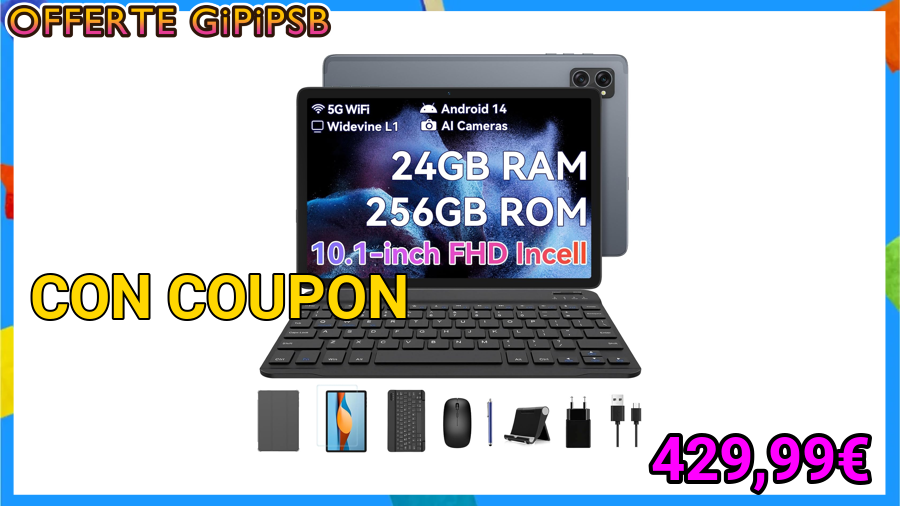 OFFERTE GiPiPSB
5G WiFi
Android 14
Widevine L1
AI Cameras
24GB RAM
256GB ROM
10.1-inch FHD Incell
CON COUPON
429,99€